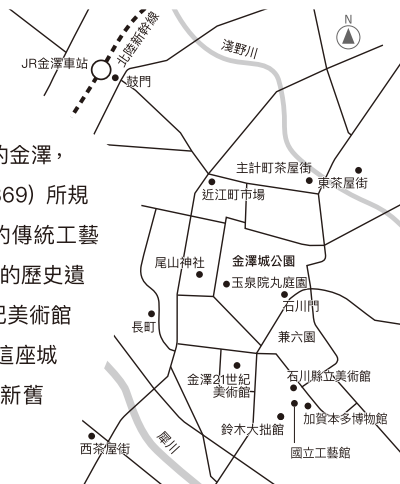 N
北陸新幹線
JR金澤車站
鼓門
淺野川
的金澤，
869）所規
的傳統工藝
的歷史遺
紀美術館
這座城
新舊
主計町茶屋街
東茶屋街
近江町市場
尾山神社
金澤城公園
玉泉院丸庭園
石川門
長町
兼六園
金澤21世紀
美術館
石川縣立美術館
加賀本多博物館
鈴木大拙館
國立工藝館
犀川
西茶屋街